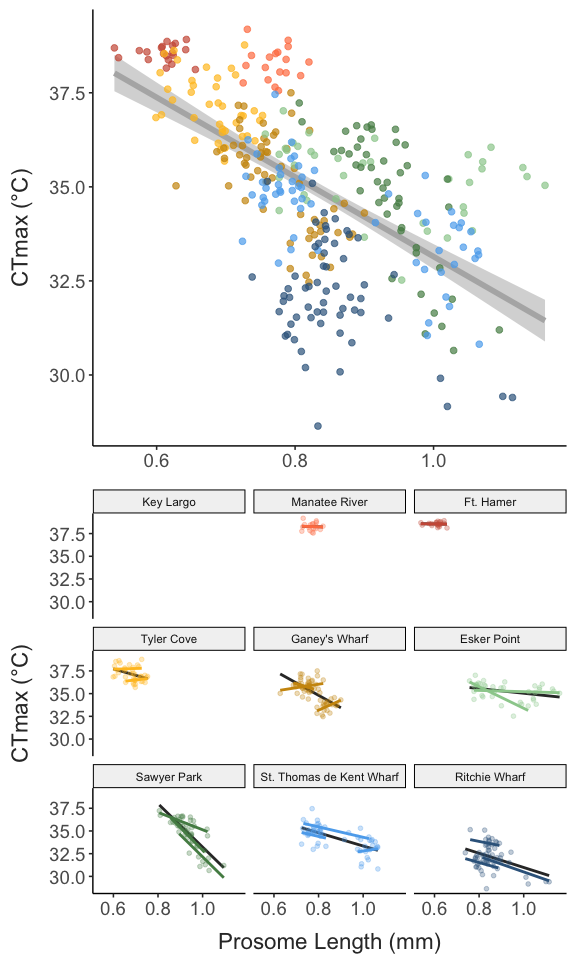 CTmax (°C)
37.5
35.0
32.5
30.0
0.6 0.8 1.0
Key Largo Manatee River Ft. Hamer
37.5
35.0
32.5
30.0
CTmax (°C)
Tyler Cove Ganey's Wharf Esker Point
37.5
35.0
32.5
30.0
Sawyer Park St. Thomas de Kent Wharf Ritchie Wharf
37.5
35.0
32.5
30.0
0.6 0.8 1.0 0.6 0.8 1.0 0.6 0.8 1.0
Prosome Length (mm)